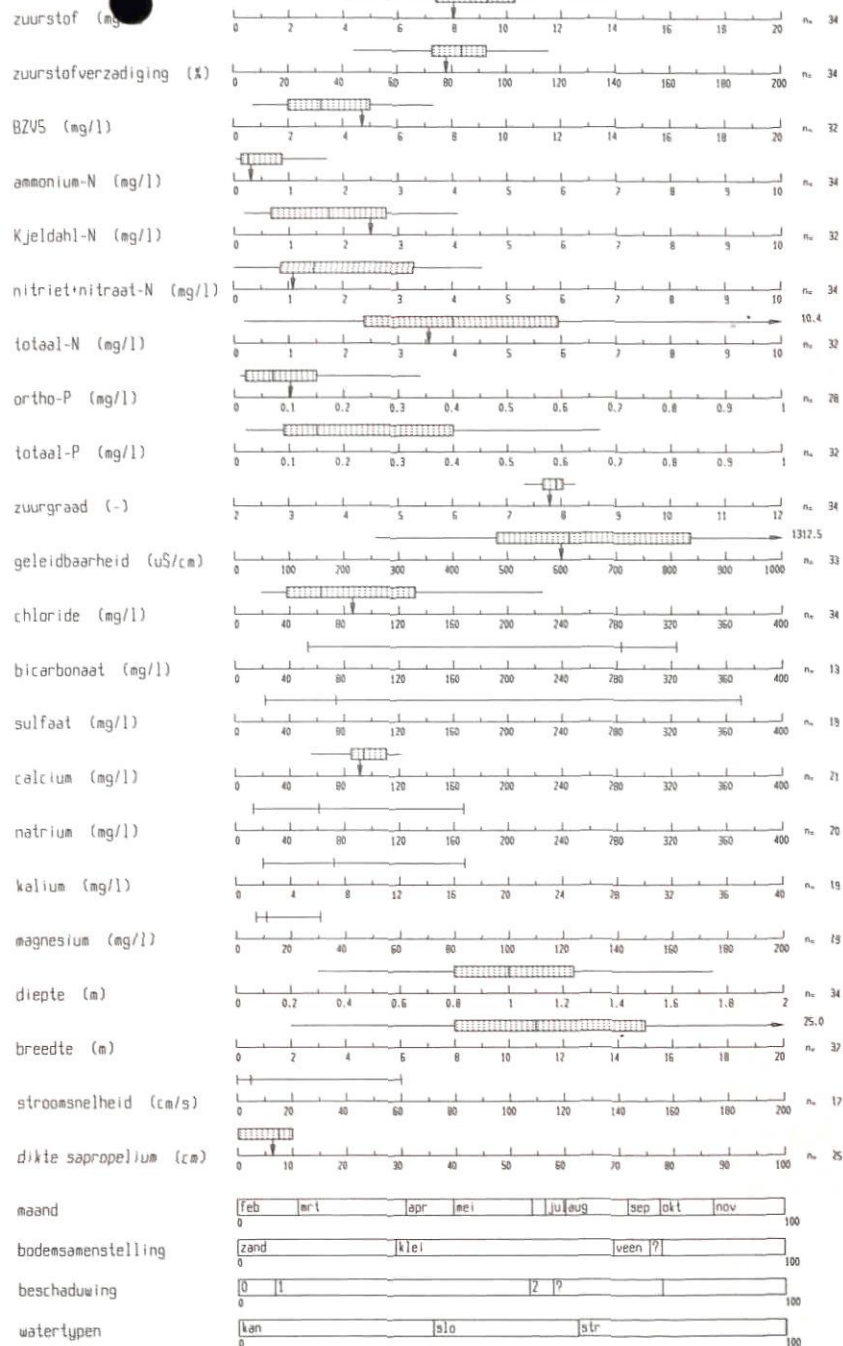 zuurstof (mg
0 2 4 6 8 10 12 14 16 18 20 n= 34
zuurstofverzadiging (%)
0 20 40 60 80 100 120 140 160 180 200 n= 34
BZV5 (mg/l)
0 2 4 6 8 10 12 14 16 18 20 n= 32
ammonium-N (mg/l)
0 1 2 3 4 5 6 7 8 9 10 n= 34
Kjeldahl-N (mg/l)
0 1 2 3 4 5 6 7 8 9 10 n= 32
nitriet+nitraat-N (mg/l)
0 1 2 3 4 5 6 7 8 9 10 n= 34
10.4
totaal-N (mg/l)
0 1 2 3 4 5 6 7 8 9 10 n= 32
ortho-P (mg/l)
0 0.1 0.2 0.3 0.4 0.5 0.6 0.7 0.8 0.9 1 n= 28
totaal-P (mg/l)
0 0.1 0.2 0.3 0.4 0.5 0.6 0.7 0.8 0.9 1 n= 32
zuurgraad (-)
2 3 4 5 6 7 8 9 10 11 12 n= 34
1312.5
geleidbaarheid (uS/cm)
0 100 200 300 400 500 600 700 800 900 1000 n= 33
chloride (mg/l)
0 40 80 120 160 200 240 280 320 360 400 n= 34
bicarbonaat (mg/l)
0 40 80 120 160 200 240 280 320 360 400 n= 13
sulfaat (mg/l)
0 40 80 120 160 200 240 280 320 360 400 n= 19
calcium (mg/l)
0 40 80 120 160 200 240 280 320 360 400 n= 21
natrium (mg/l)
0 40 80 120 160 200 240 280 320 360 400 n= 20
kalium (mg/l)
0 4 8 12 16 20 24 28 32 36 40 n= 19
magnesium (mg/l)
0 20 40 60 80 100 120 140 160 180 200 n= 19
diepte (m)
0 0.2 0.4 0.6 0.8 1 1.2 1.4 1.6 1.8 2 n= 34
25.0
breedte (m)
0 2 4 6 8 10 12 14 16 18 20 n= 32
stroomsnelheid (cm/s)
0 20 40 60 80 100 120 140 160 180 200 n= 17
dikte sapropelium (cm)
0 10 20 30 40 50 60 70 80 90 100 n= 25
maand feb mrt apr mei jul aug sep okt nov
0 100
bodemsamenstelling zand klei veen ?
0 100
beschaduwing 0 1 2 ?
0 100
watertypen kan slo str
0 100